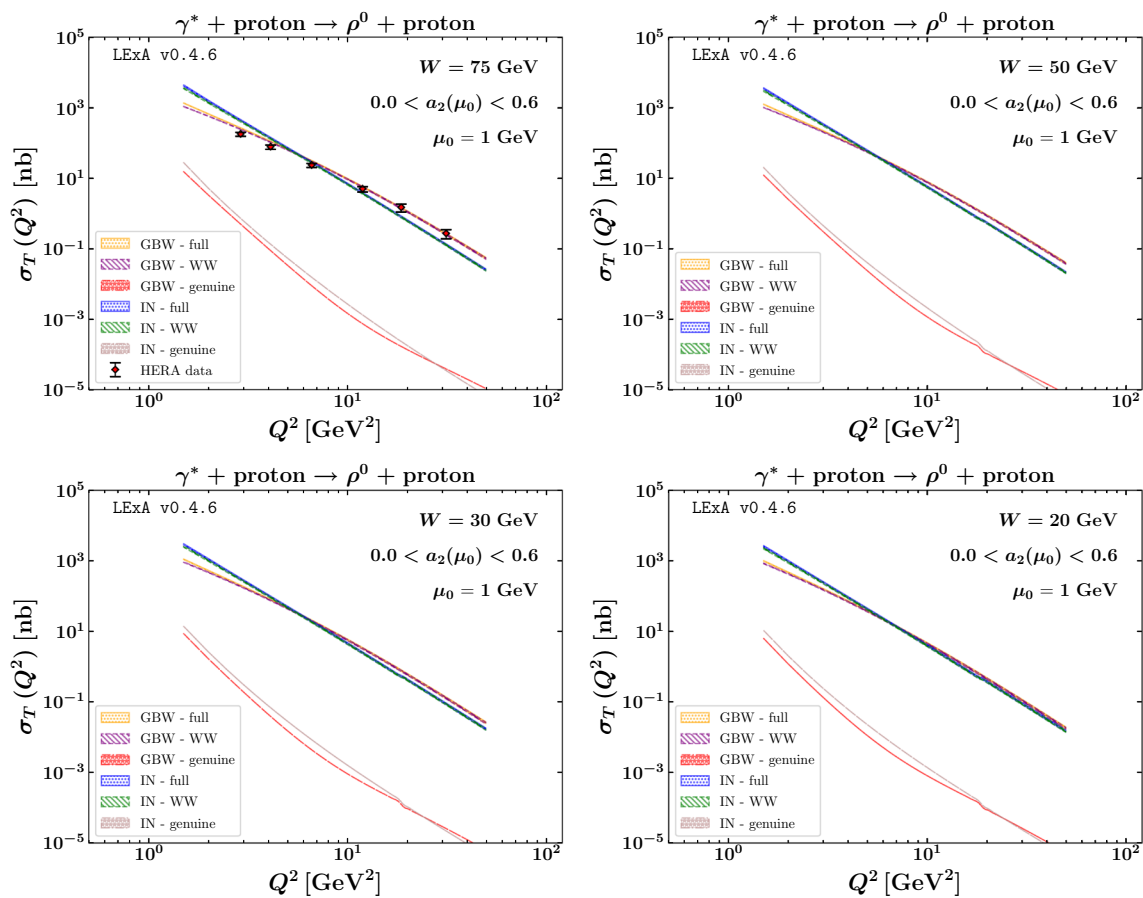 γ* + proton → ρ⁰ + proton
LExA v0.4.6
W = 75 GeV
0.0 < a₂(μ₀) < 0.6
μ₀ = 1 GeV
σ_T (Q²) [nb]
10⁵
10³
10¹
10⁻¹
10⁻³
10⁻⁵
GBW - full
GBW - WW
GBW - genuine
IN - full
IN - WW
IN - genuine
HERA data
10⁰ 10¹ 10²
Q² [GeV²]
γ* + proton → ρ⁰ + proton
LExA v0.4.6
W = 50 GeV
0.0 < a₂(μ₀) < 0.6
μ₀ = 1 GeV
σ_T (Q²) [nb]
10⁵
10³
10¹
10⁻¹
10⁻³
10⁻⁵
GBW - full
GBW - WW
GBW - genuine
IN - full
IN - WW
IN - genuine
10⁰ 10¹ 10²
Q² [GeV²]
γ* + proton → ρ⁰ + proton
LExA v0.4.6
W = 30 GeV
0.0 < a₂(μ₀) < 0.6
μ₀ = 1 GeV
σ_T (Q²) [nb]
10⁵
10³
10¹
10⁻¹
10⁻³
10⁻⁵
GBW - full
GBW - WW
GBW - genuine
IN - full
IN - WW
IN - genuine
10⁰ 10¹ 10²
Q² [GeV²]
γ* + proton → ρ⁰ + proton
LExA v0.4.6
W = 20 GeV
0.0 < a₂(μ₀) < 0.6
μ₀ = 1 GeV
σ_T (Q²) [nb]
10⁵
10³
10¹
10⁻¹
10⁻³
10⁻⁵
GBW - full
GBW - WW
GBW - genuine
IN - full
IN - WW
IN - genuine
10⁰ 10¹ 10²
Q² [GeV²]